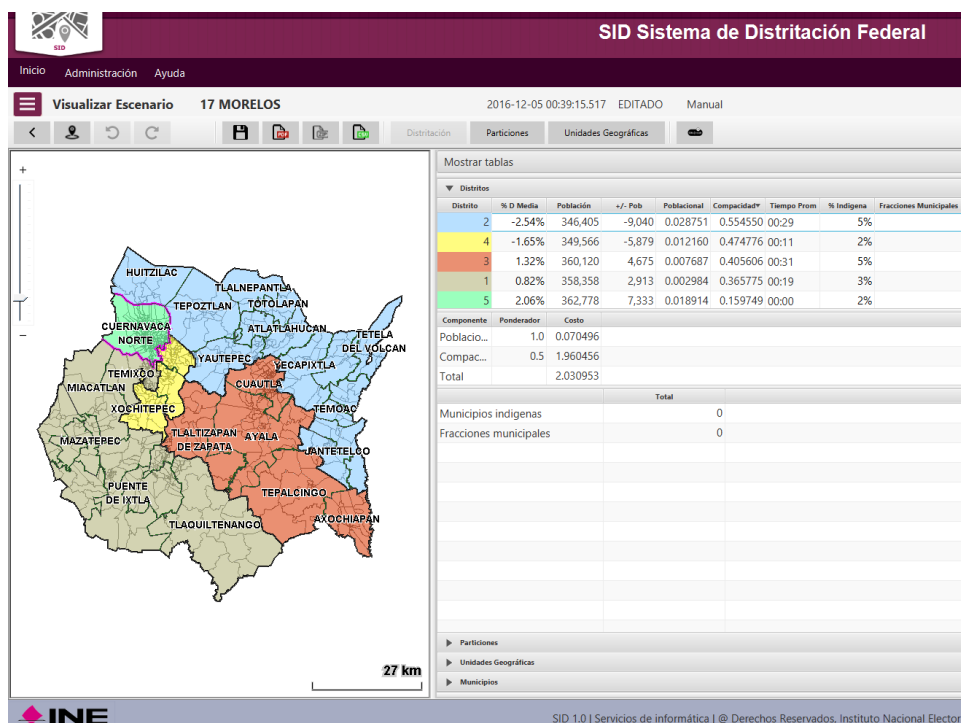 SID
SID Sistema de Distritación Federal
Inicio Administración Ayuda
Visualizar Escenario 17 MORELOS 2016-12-05 00:39:15.517 EDITADO Manual
Distritación Particiones Unidades Geográficas
Mostrar tablas
Distritos
Distrito % D Media Población +/- Pob Poblacional Compacidad Tiempo Prom % Indigena Fracciones Municipales
2 -2.54% 346,405 -9,040 0.028751 0.554550 00:29 5%
4 -1.65% 349,566 -5,879 0.012160 0.474776 00:11 2%
3 1.32% 360,120 4,675 0.007687 0.405606 00:31 5%
1 0.82% 358,358 2,913 0.002984 0.365775 00:19 3%
5 2.06% 362,778 7,333 0.018914 0.159749 00:00 2%
Componente Ponderador Costo
Poblacio... 1.0 0.070496
Compac... 0.5 1.960456
Total 2.030953
Total
Municipios indigenas 0
Fracciones municipales 0
Particiones
Unidades Geográficas
Municipios
+
−
HUITZILAC
TLALNEPANTLA
TEPOZTLAN TOTOLAPAN
CUERNAVACA
NORTE
ATLATLAHUCAN
TETELA
DEL VOLCAN
YAUTEPEC
YECAPIXTLA
TEMIXCO
CUAUTLA
MIACATLAN
XOCHITEPEC
TEMOAC
MAZATEPEC
TLALTIZAPAN
DE ZAPATA
AYALA
JANTETELCO
PUENTE
DE IXTLA
TEPALCINGO
TLAQUILTENANGO
AXOCHIAPAN
27 km
INE
SID 1.0 | Servicios de informática | @ Derechos Reservados, Instituto Nacional Elector